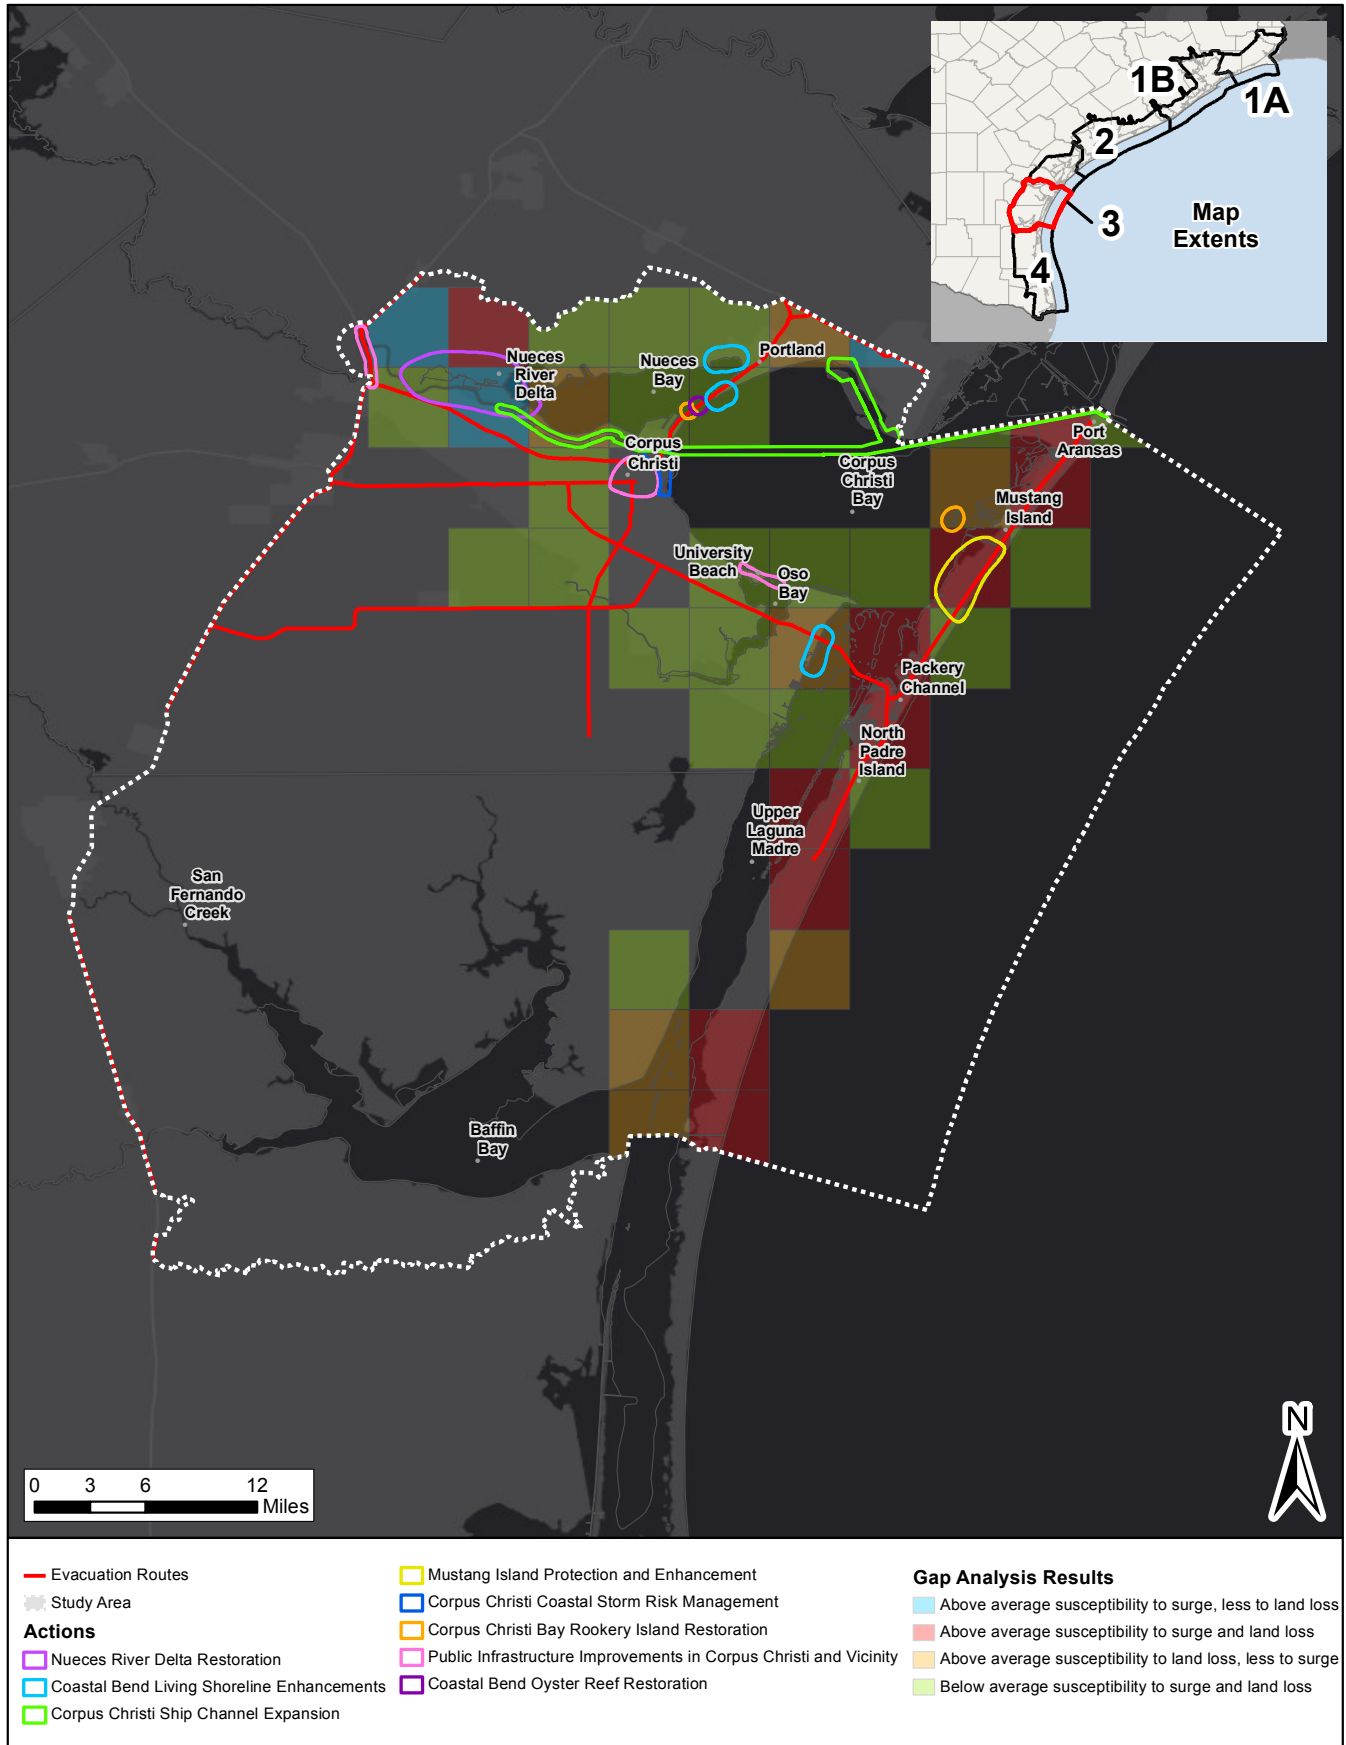 1B
1A
2
3
4
Map
Extents
Nueces
River
Delta
Nueces
Bay
Portland
Corpus
Christi
Corpus
Christi
Bay
Port
Aransas
Mustang
Island
University
Beach
Oso
Bay
Packery
Channel
North
Padre
Island
Upper
Laguna
Madre
San
Fernando
Creek
Baffin
Bay
N
0 3 6 12
Miles
Evacuation Routes
Study Area
Actions
Nueces River Delta Restoration
Coastal Bend Living Shoreline Enhancements
Corpus Christi Ship Channel Expansion
Mustang Island Protection and Enhancement
Corpus Christi Coastal Storm Risk Management
Corpus Christi Bay Rookery Island Restoration
Public Infrastructure Improvements in Corpus Christi and Vicinity
Coastal Bend Oyster Reef Restoration
Gap Analysis Results
Above average susceptibility to surge, less to land loss
Above average susceptibility to surge and land loss
Above average susceptibility to land loss, less to surge
Below average susceptibility to surge and land loss